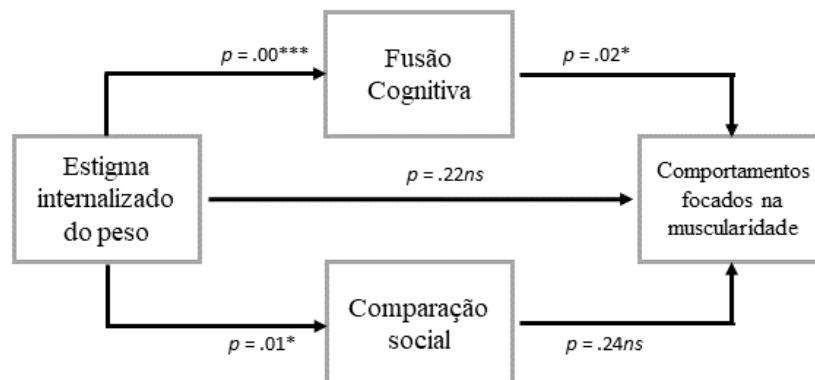 p = .00***
Fusão
Cognitiva
p = .02*
Estigma
internalizado
do peso
p = .22ns
Comportamentos
focados na
muscularidade
p = .01*
Comparação
social
p = .24ns